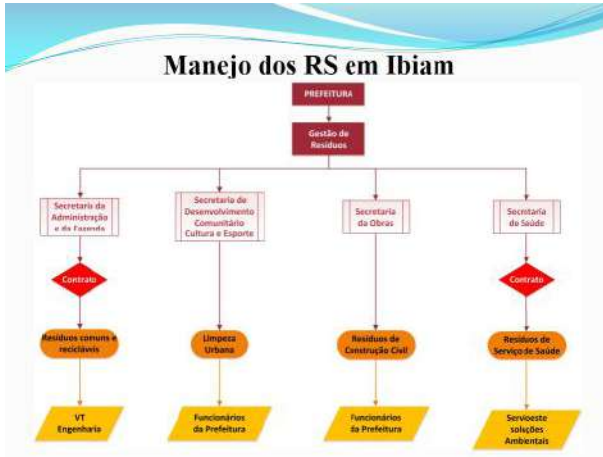 Manejo dos RS em Ibiam
PREFEITURA
Gestão de
Resíduos
Secretaria da
Administração
e da Fazenda
Secretaria de
Desenvolvimento
Comunitário
Cultura e Esporte
Secretaria
da Obras
Secretaria
de Saúde
Contrato
Contrato
Resíduos comuns e
recicláveis
Limpeza
Urbana
Resíduos de
Construção Civil
Resíduos de
Serviço de Saúde
VT
Engenharia
Funcionários
da Prefeitura
Funcionários
da Prefeitura
Servioeste
soluções
Ambientais